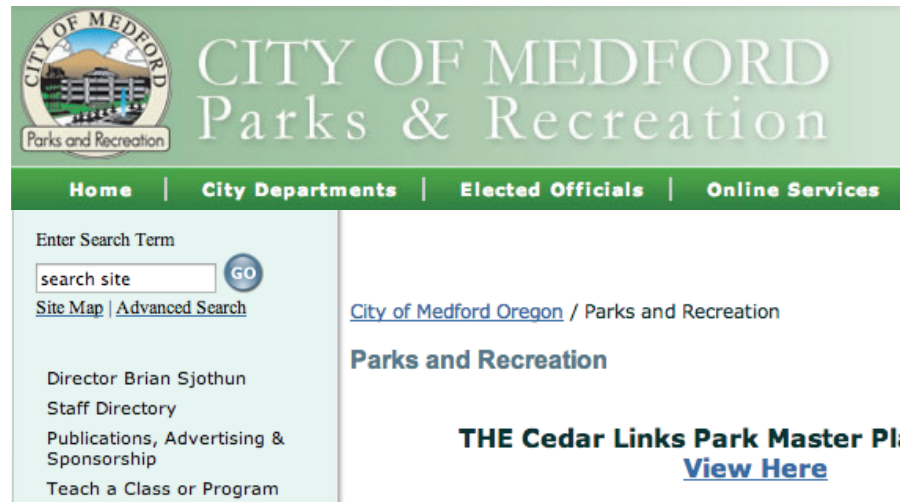 CITY OF MEDFORD
Parks and Recreation
CITY OF MEDFORD
Parks & Recreation
Home | City Departments | Elected Officials | Online Services
Enter Search Term
search site GO
Site Map | Advanced Search
City of Medford Oregon / Parks and Recreation
Parks and Recreation
Director Brian Sjothun
Staff Directory
Publications, Advertising &
Sponsorship
Teach a Class or Program
THE Cedar Links Park Master
View Here